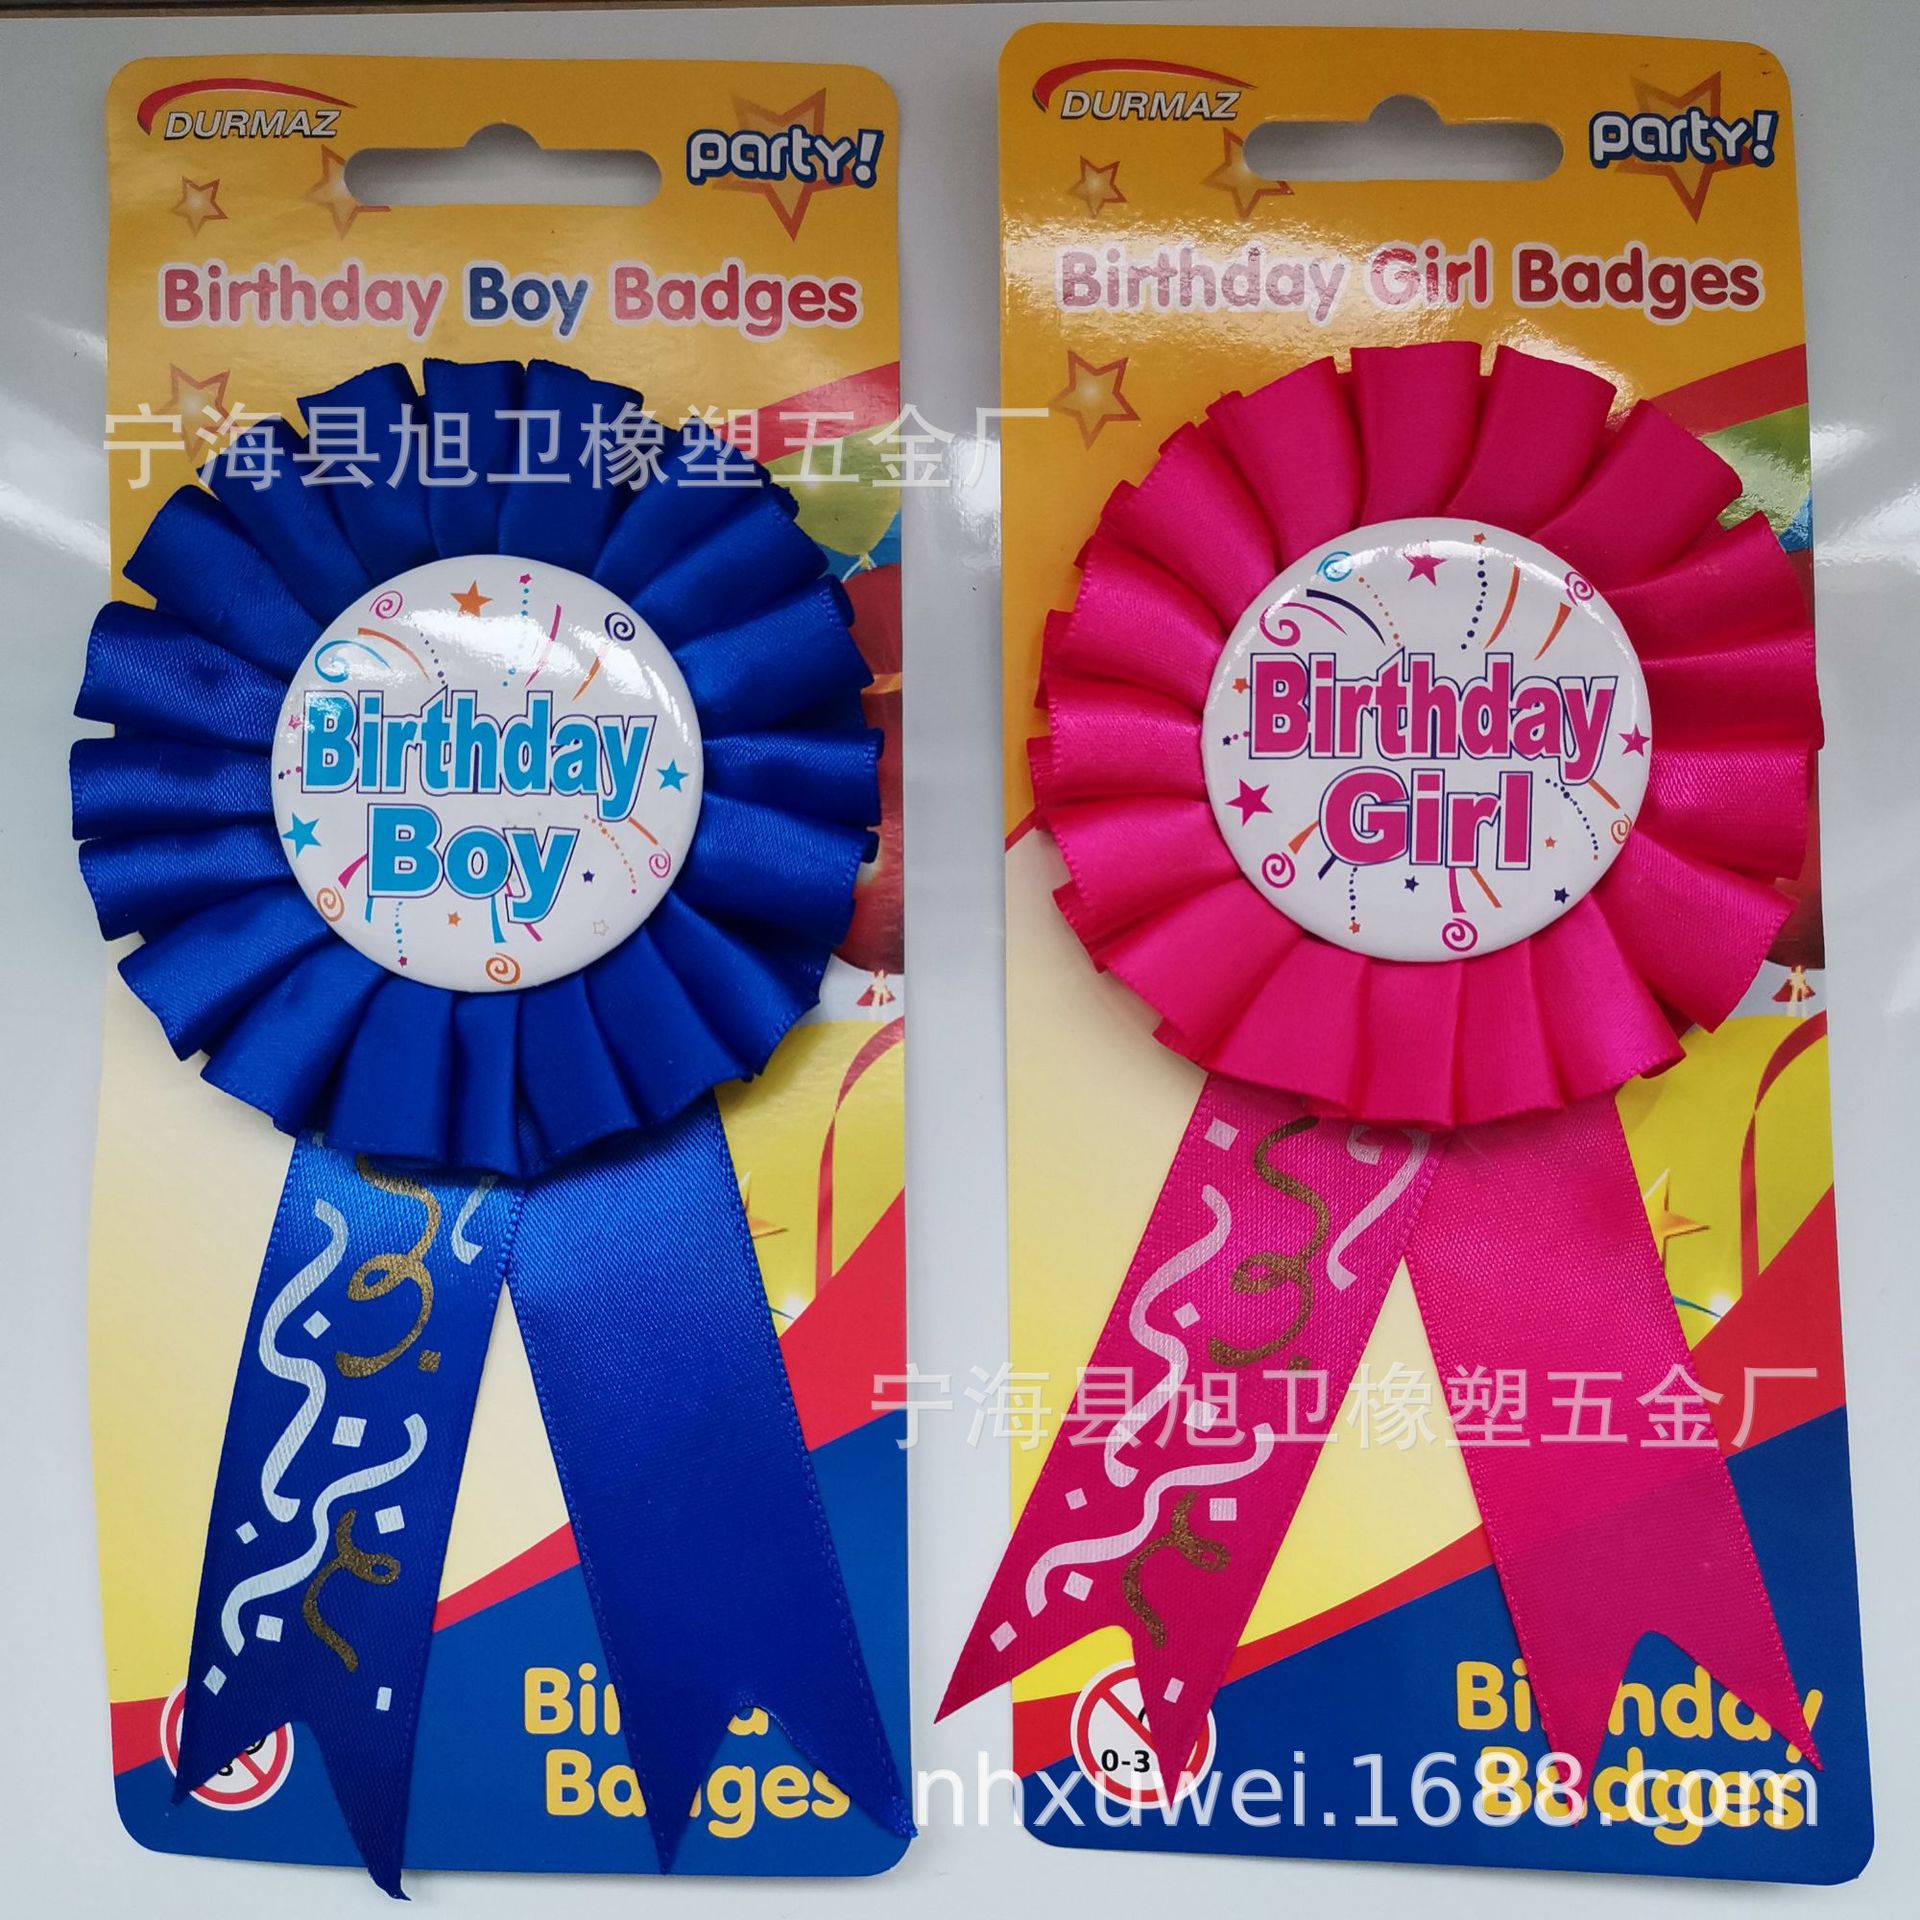 DURMAZ
party!
Birthday Boy Badges
Birthday
Boy
DURMAZ
party!
Birthday Girl Badges
Birthday
Girl
宁海县旭卫橡塑五金厂
宁海县旭卫橡塑五金厂
0-3
Badges
nhxuwei.1688.com